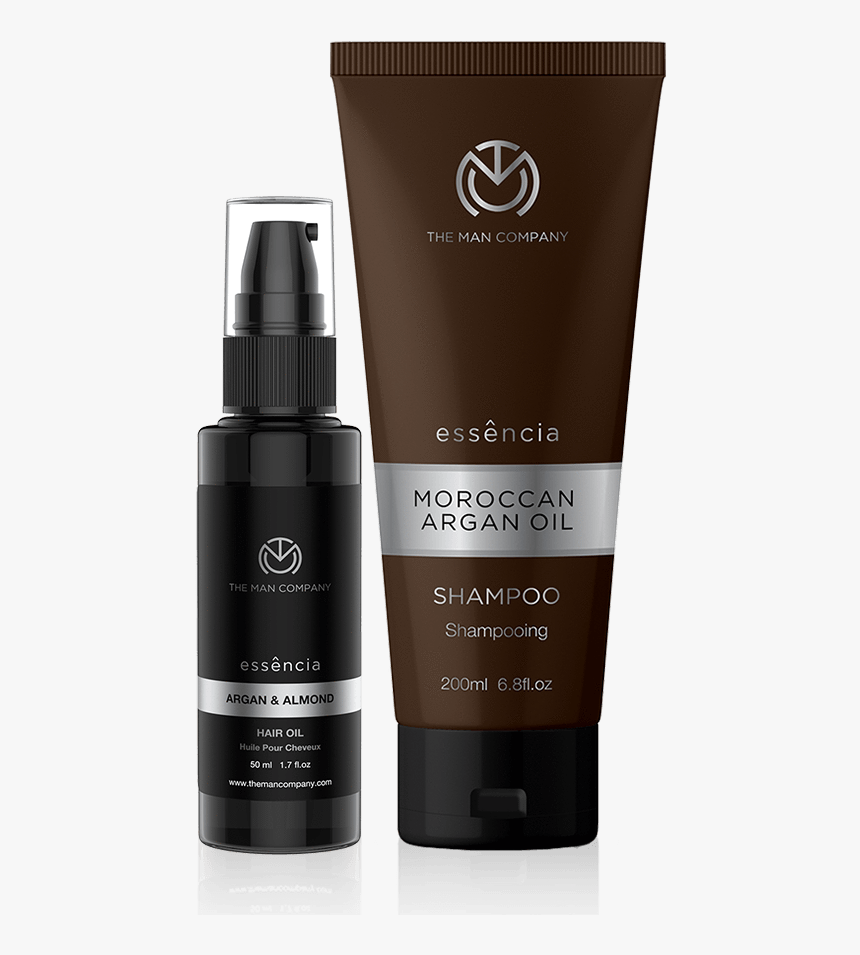 THE MAN COMPANY
essência
ARGAN & ALMOND
HAIR OIL
Huile Pour Cheveux
50 ml 1.7 fl.oz
www.themancompany.com
THE MAN COMPANY
essência
MOROCCAN
ARGAN OIL
SHAMPOO
Shampooing
200ml 6.8fl.oz